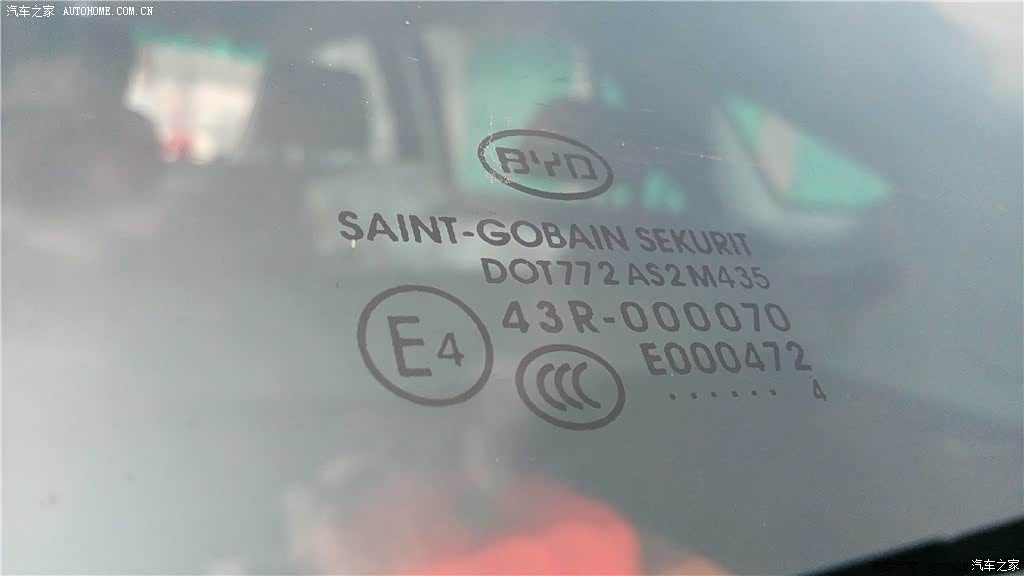 汽车之家 AUTOHOME.COM.CN
BYD
SAINT-GOBAIN SEKURIT
DOT772 AS2 M435
E4 43R-000070
CCC E000472
...... 4
汽车之家